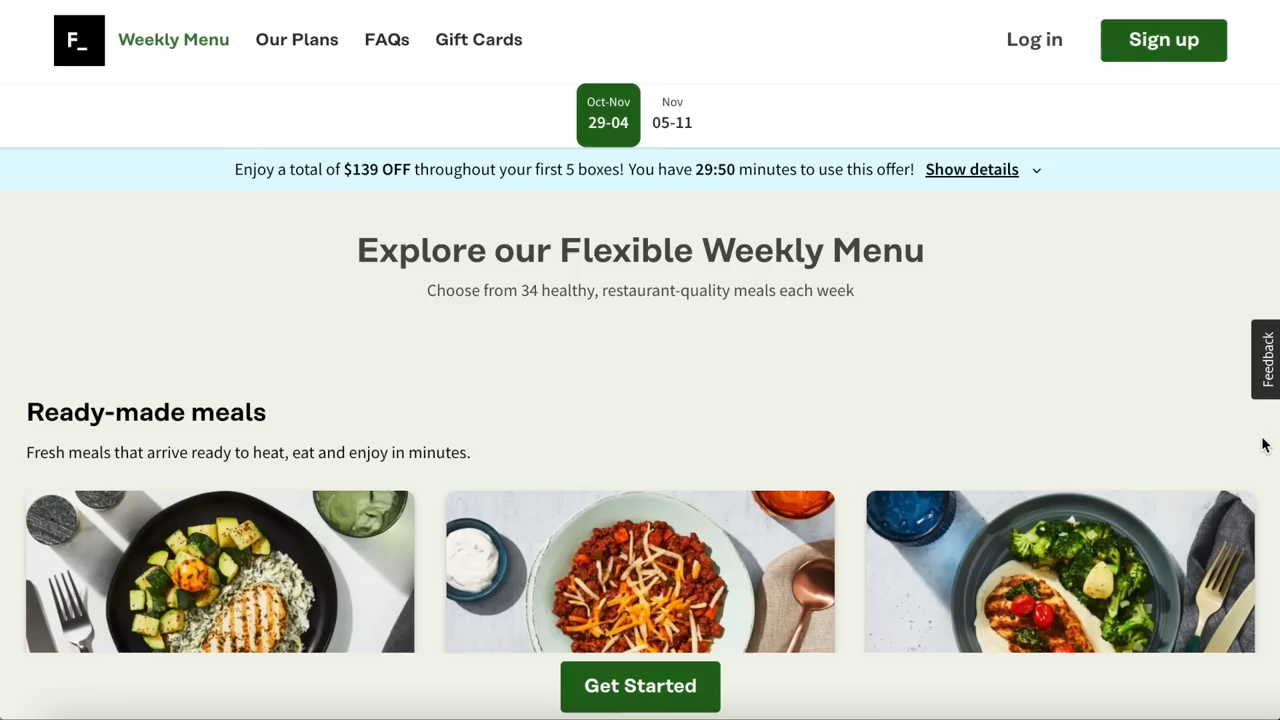 F_
Weekly Menu Our Plans FAQs Gift Cards Log in Sign up
Oct-Nov Nov
29-04 05-11
Enjoy a total of $139 OFF throughout your first 5 boxes! You have 29:50 minutes to use this offer! Show details
Explore our Flexible Weekly Menu
Choose from 34 healthy, restaurant-quality meals each week
Feedback
Ready-made meals
Fresh meals that arrive ready to heat, eat and enjoy in minutes.
Get Started